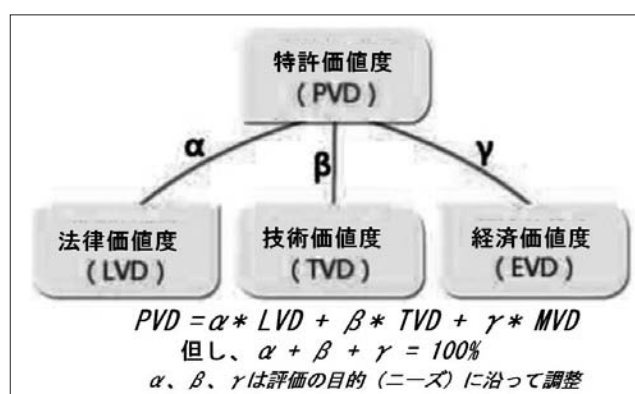 特許価値度
(PVD)
α
β
γ
法律価値度
(LVD)
技術価値度
(TVD)
経済価値度
(EVD)
PVD =α* LVD + β* TVD + γ* MVD
但し、α + β + γ = 100%
α、β、γは評価の目的（ニーズ）に沿って調整